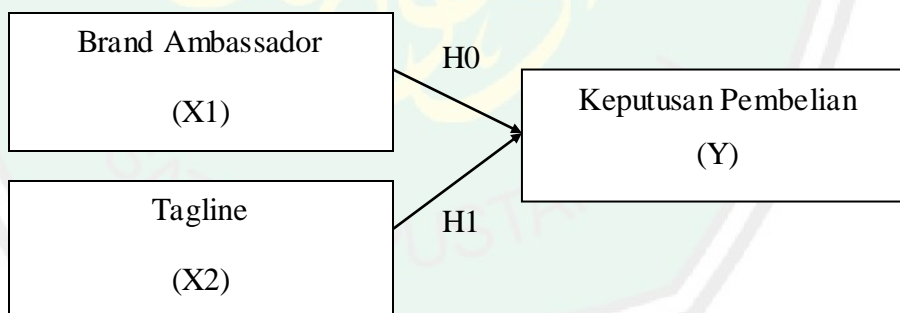 Brand Ambassador
(X1)
H0
Keputusan Pembelian
(Y)
Tagline
(X2)
H1